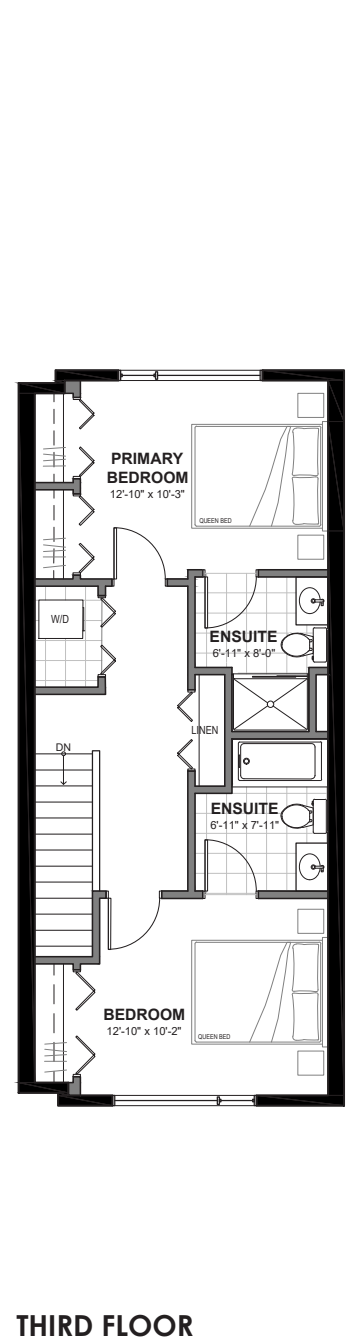 PRIMARY
BEDROOM
12'-10" x 10'-3"
QUEEN BED
W/D
ENSUITE
6'-11" x 8'-0"
LINEN
DN
ENSUITE
6'-11" x 7'-11"
BEDROOM
12'-10" x 10'-2"
QUEEN BED
THIRD FLOOR